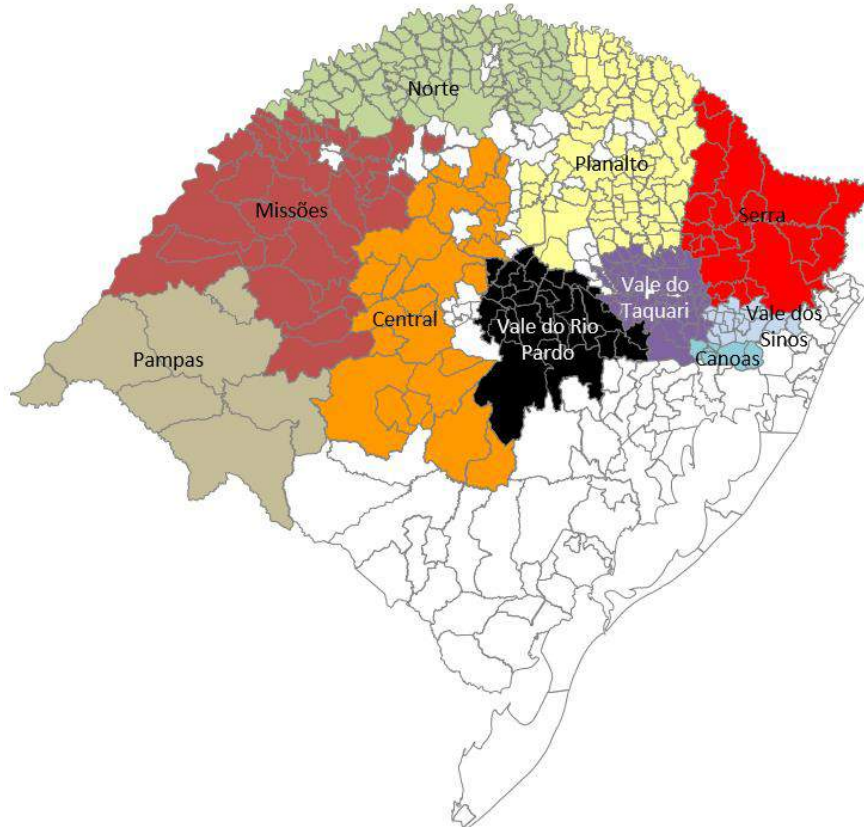 Norte
Planalto
Missões
Serra
Vale do
Taquari
Vale dos
Sinos
Central
Vale do Rio
Pardo
Pampas
Canoas